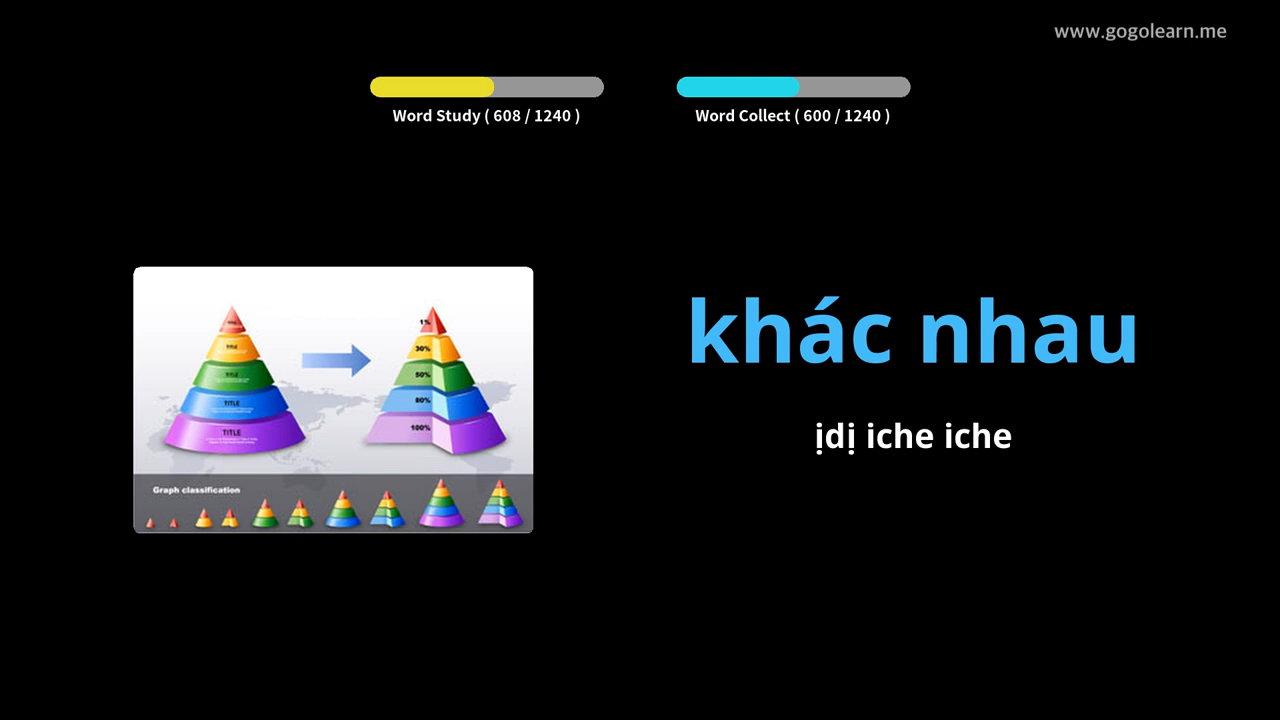 www.gogolearn.me
Word Study ( 608 / 1240 )
Word Collect ( 600 / 1240 )
khác nhau
ịdị iche iche
1%
TITLE
30%
TITLE
50%
TITLE
80%
TITLE
100%
Graph classification